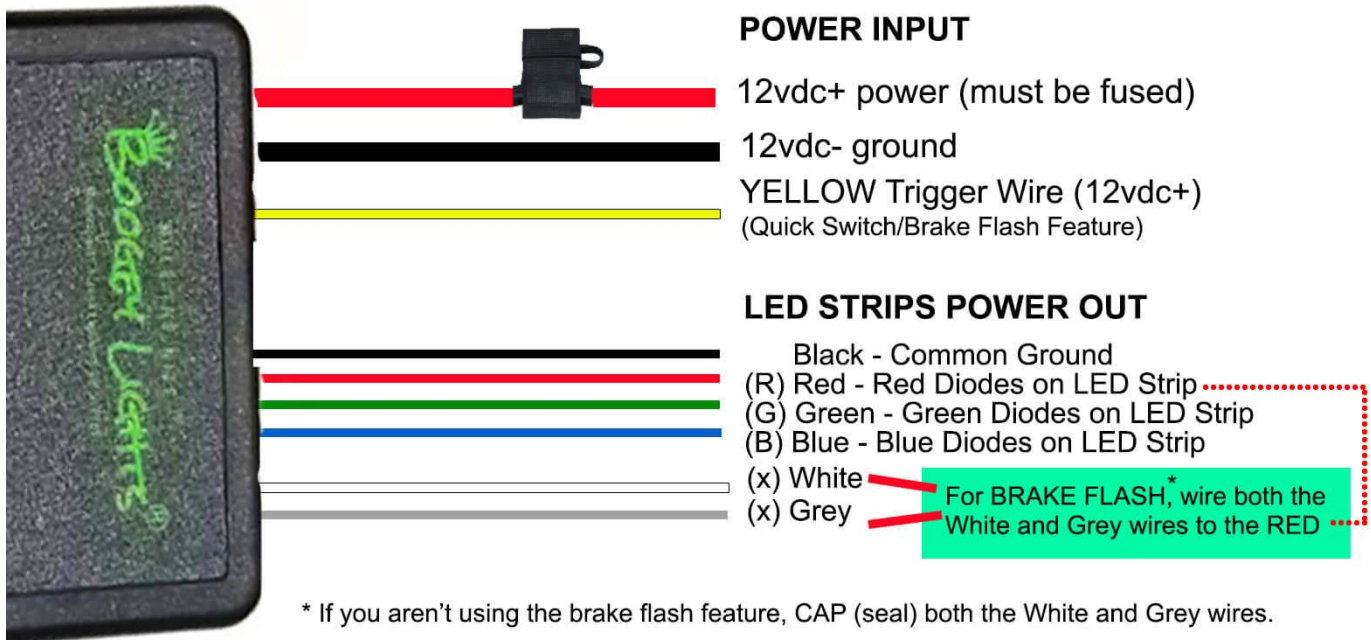 POWER INPUT
12vdc+ power (must be fused)
12vdc- ground
YELLOW Trigger Wire (12vdc+)
(Quick Switch/Brake Flash Feature)
BOOGEY LIGHTS®
LED STRIPS POWER OUT
Black - Common Ground
(R) Red - Red Diodes on LED Strip
(G) Green - Green Diodes on LED Strip
(B) Blue - Blue Diodes on LED Strip
(x) White
(x) Grey
For BRAKE FLASH,* wire both the
White and Grey wires to the RED
* If you aren't using the brake flash feature, CAP (seal) both the White and Grey wires.